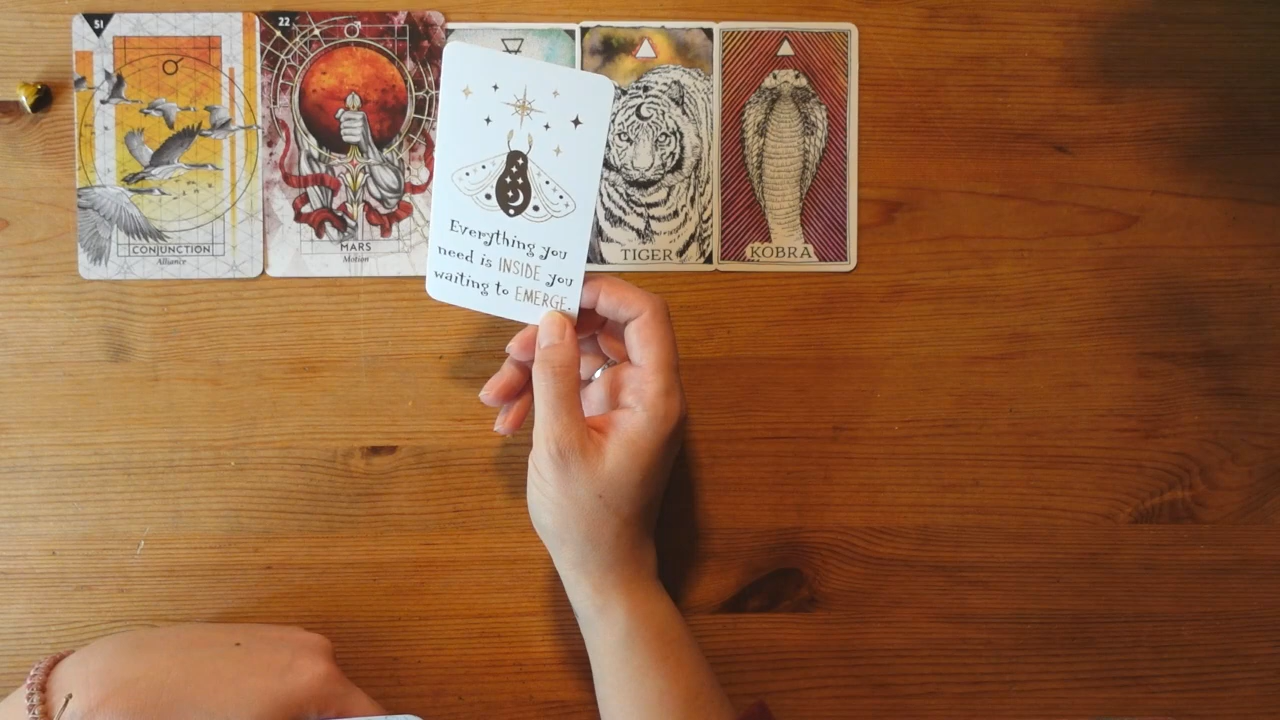 51
CONJUNCTION
Alliance
22
MARS
Motion
Everything you
need is INSIDE you
waiting to EMERGE.
TIGER
KOBRA